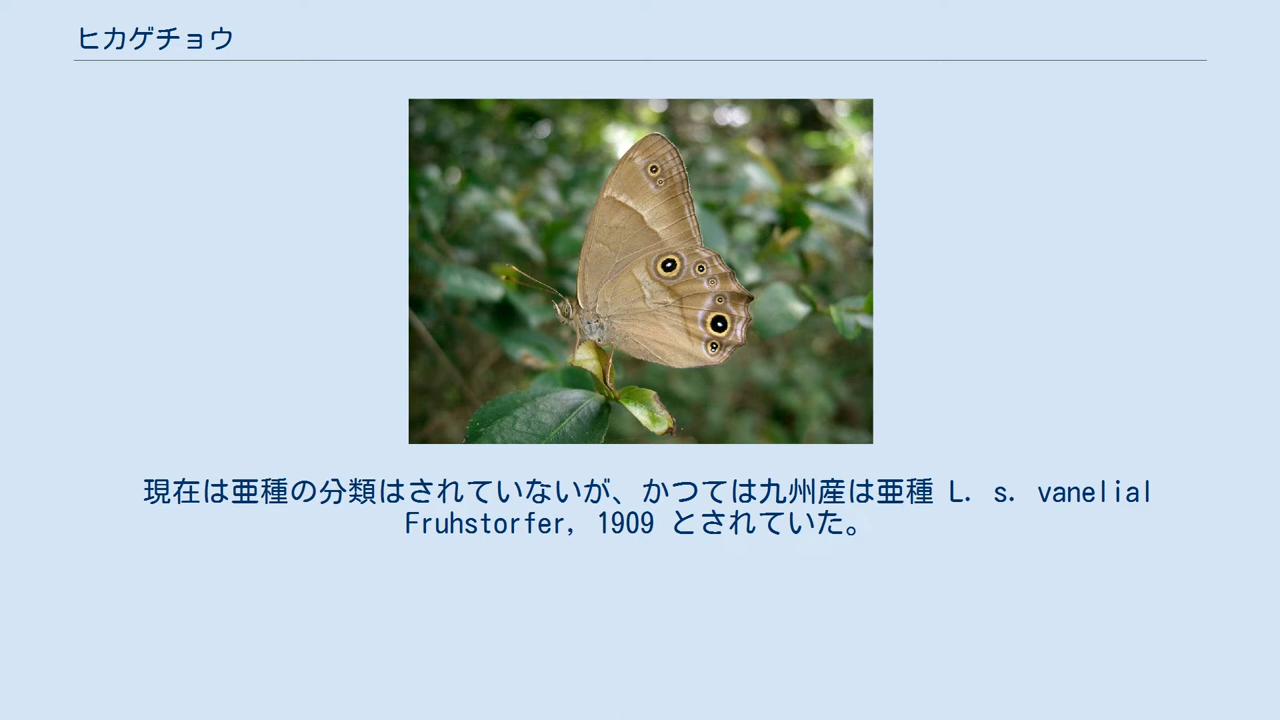 ヒカゲチョウ
現在は亜種の分類はされていないが、かつては九州産は亜種 L. s. vanelial
Fruhstorfer, 1909 とされていた。